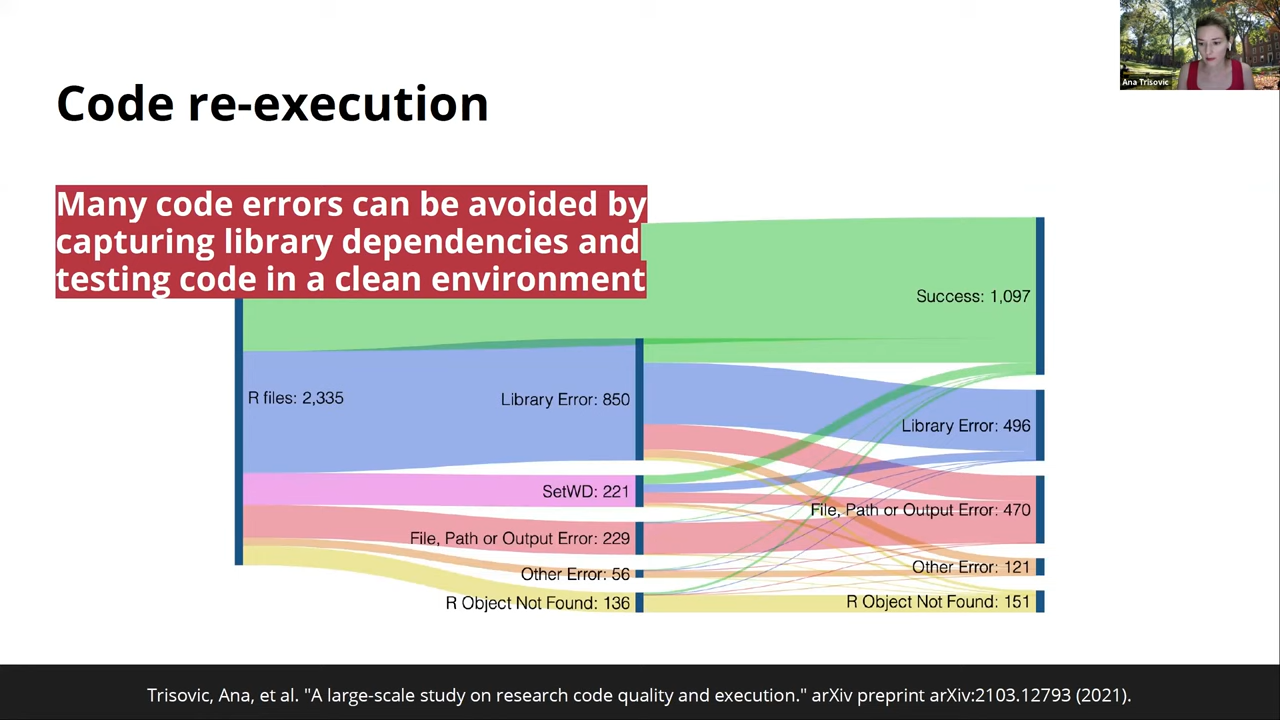 Ana Trisovic
Code re-execution
Many code errors can be avoided by
capturing library dependencies and
testing code in a clean environment
Success: 1,097
R files: 2,335
Library Error: 850
Library Error: 496
SetWD: 221
File, Path or Output Error: 470
File, Path or Output Error: 229
Other Error: 56
Other Error: 121
R Object Not Found: 136
R Object Not Found: 151
Trisovic, Ana, et al. "A large-scale study on research code quality and execution." arXiv preprint arXiv:2103.12793 (2021).